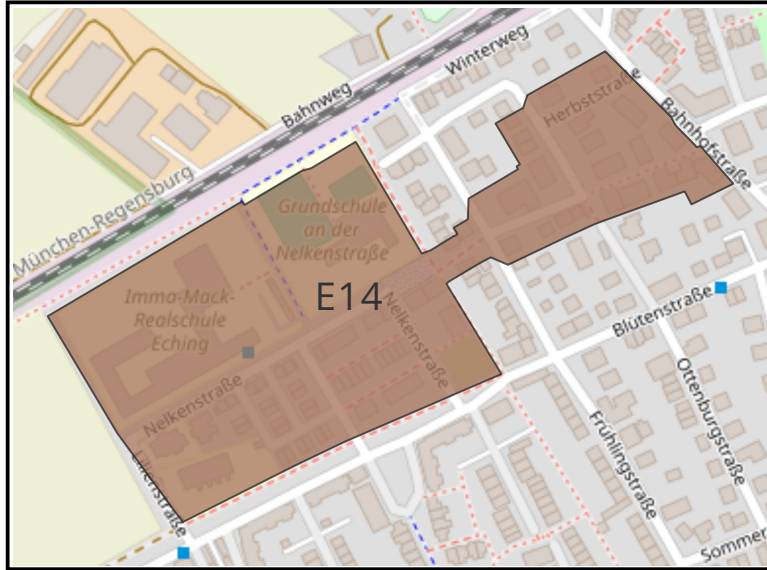 Winterweg
Bahnweg
Herbststraße
Bahnhofstraße
München-Regensburg
Grundschule
an der
Nelkenstraße
E14
Imma-Mack-
Realschule
Eching
Nelkenstraße
Nelkenstraße
Blütenstraße
Lilienstraße
Frühlingstraße
Ottenburgstraße
Sommer